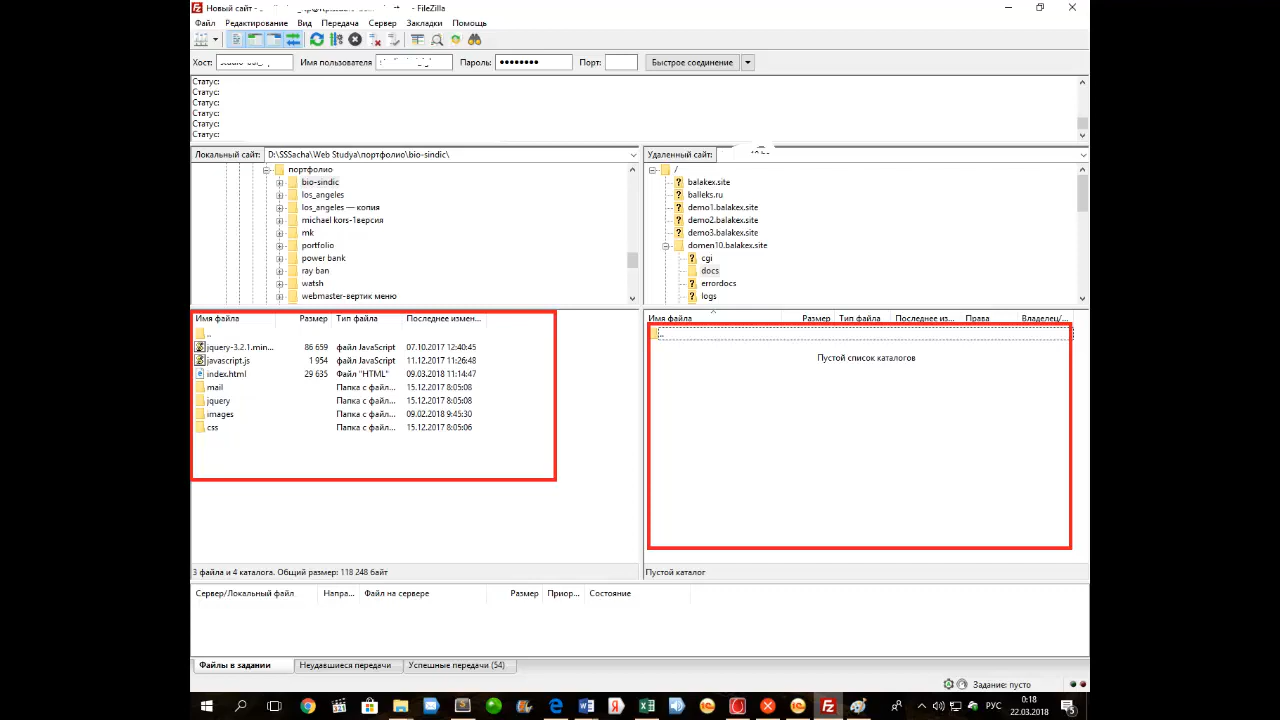 Новый сайт - - FileZilla
Файл Редактирование Вид Передача Сервер Закладки Помощь
Хост: Имя пользователя Пароль: ●●●●●●●● Порт: Быстрое соединение
Статус:
Статус:
Статус:
Статус:
Статус:
Статус:
Локальный сайт: D:\SSSacha\Web Studya\портфолио\bio-sindic\
портфолио
bio-sindic
los_angeles
los_angeles — копия
michael kors-1версия
mk
portfolio
power bank
ray ban
watsh
webmaster-вертик меню
Удаленный сайт:
/
balakex.site
balleks.ru
demo1.balakex.site
demo2.balakex.site
demo3.balakex.site
domen10.balakex.site
cgi
docs
errordocs
logs
Имя файла Размер Тип файла Последнее измен...
..
jquery-3.2.1.min... 86 659 файл JavaScript 07.10.2017 12:40:45
javascript.js 1 954 файл JavaScript 11.12.2017 11:26:48
index.html 29 635 Файл "HTML" 09.03.2018 11:14:47
mail Папка с файл... 15.12.2017 8:05:08
jquery Папка с файл... 15.12.2017 8:05:08
images Папка с файл... 09.02.2018 9:45:30
css Папка с файл... 15.12.2017 8:05:06
3 файла и 4 каталога. Общий размер: 118 248 байт
Имя файла Размер Тип файла Последнее из... Права Владелец/...
..
Пустой список каталогов
Пустой каталог
Сервер/Локальный файл Напра... Файл на сервере Размер Приор... Состояние
Файлы в задании Неудавшиеся передачи Успешные передачи (54)
Задание: пусто
РУС 0:18
22.03.2018 5